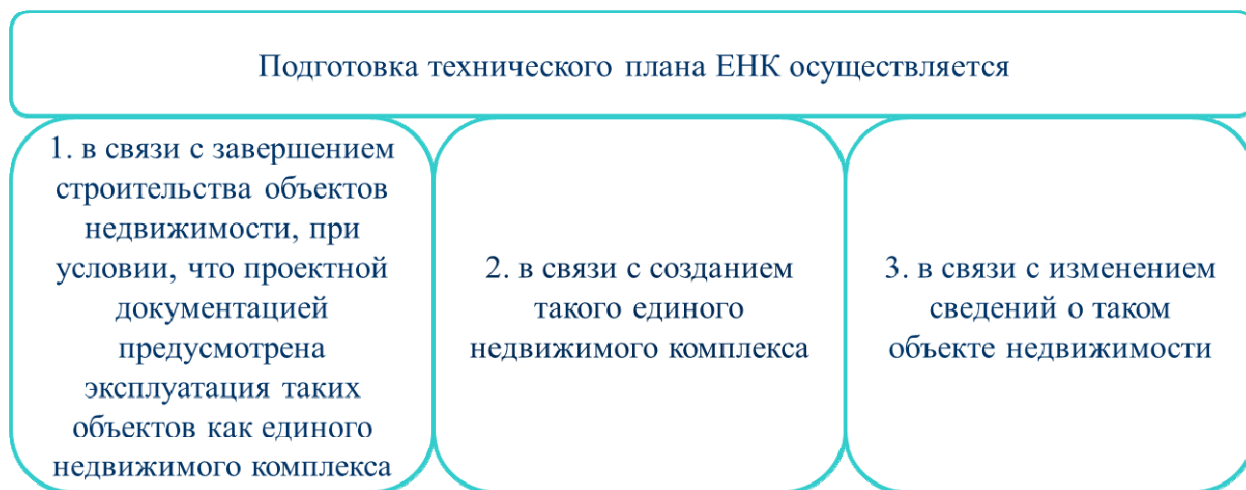 Подготовка технического плана ЕНК осуществляется
1. в связи с завершением
строительства объектов
недвижимости, при
условии, что проектной
документацией
предусмотрена
эксплуатация таких
объектов как единого
недвижимого комплекса
2. в связи с созданием
такого единого
недвижимого комплекса
3. в связи с изменением
сведений о таком
объекте недвижимости